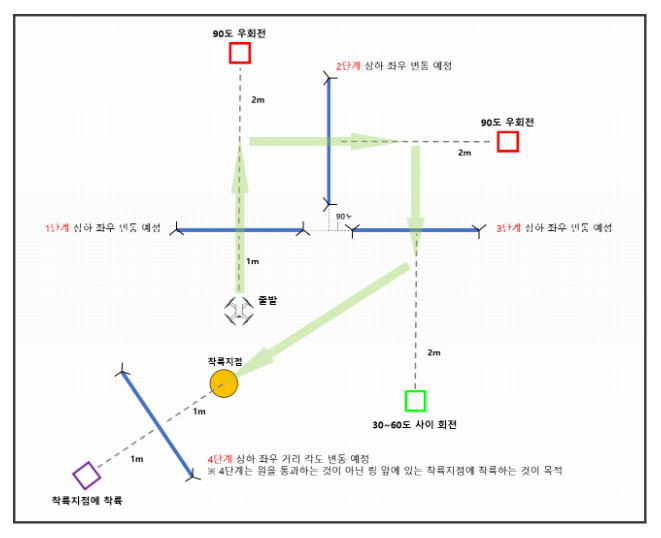 90도 우회전
2단계 상하 좌우 변동 예정
2m
90도 우회전
2m
90˚
1단계 상하 좌우 변동 예정
3단계 상하 좌우 변동 예정
1m
출발
2m
착륙지점
1m
30~60도 사이 회전
1m
4단계 상하 좌우 거리 각도 변동 예정
※ 4단계는 원을 통과하는 것이 아닌 링 앞에 있는 착륙지점에 착륙하는 것이 목적
착륙지점에 착륙